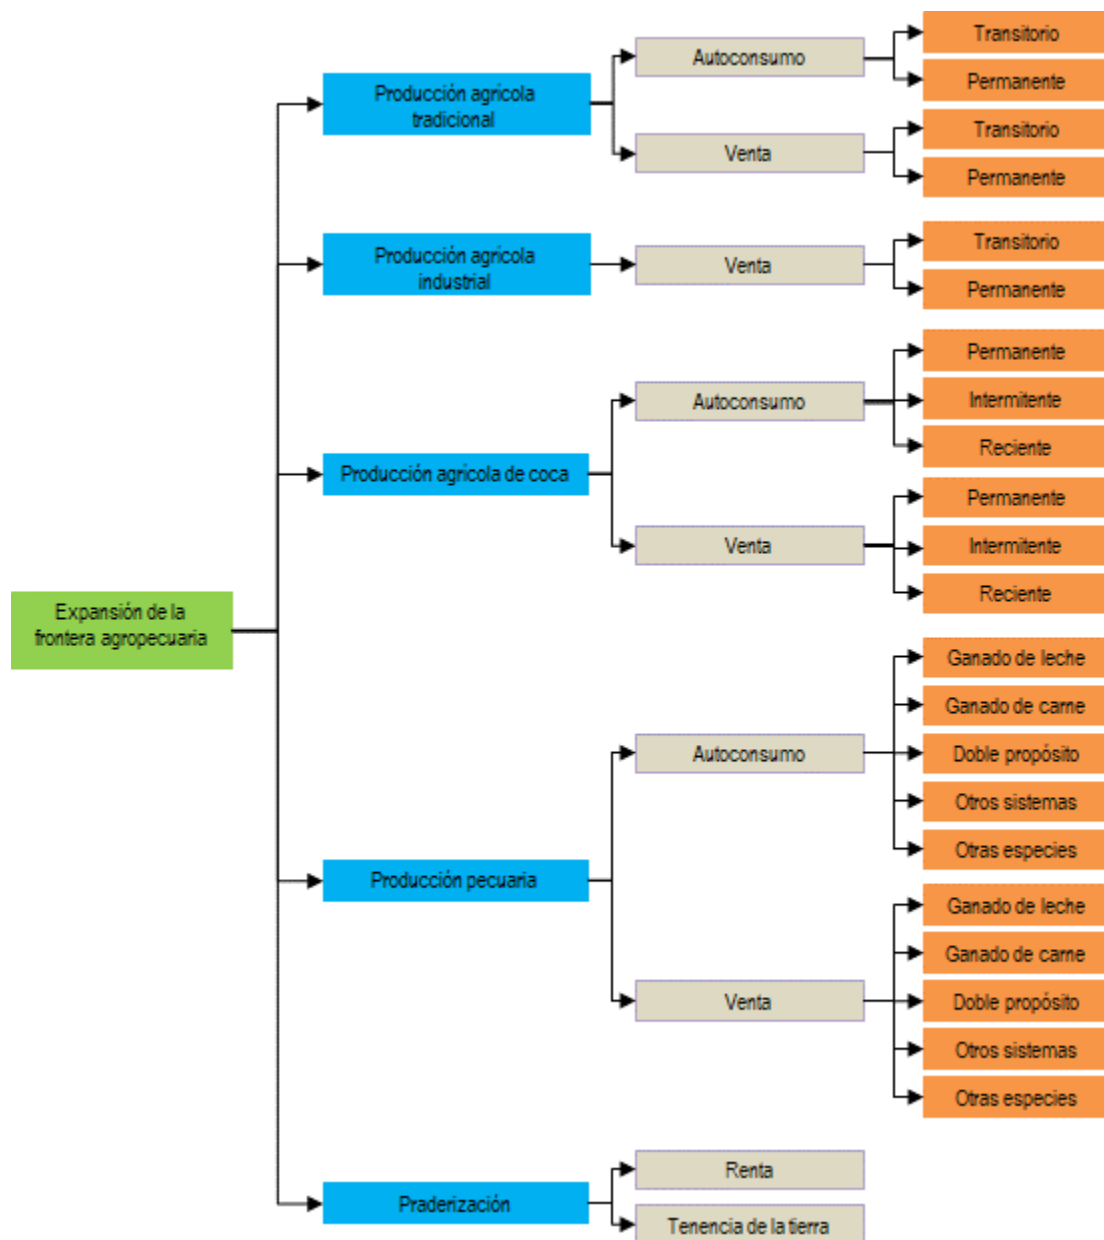 Transitorio
Autoconsumo
Permanente
Producción agrícola
tradicional
Transitorio
Venta
Permanente
Transitorio
Producción agrícola
industrial
Venta
Permanente
Permanente
Autoconsumo
Intermitente
Reciente
Producción agrícola de coca
Permanente
Venta
Intermitente
Reciente
Expansión de la
frontera agropecuaria
Ganado de leche
Ganado de carne
Autoconsumo
Doble propósito
Otros sistemas
Otras especies
Producción pecuaria
Ganado de leche
Ganado de carne
Venta
Doble propósito
Otros sistemas
Otras especies
Renta
Praderización
Tenencia de la tierra